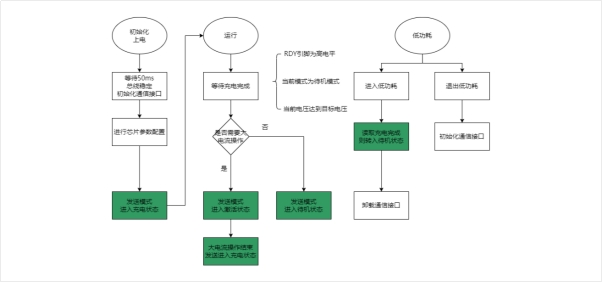 初始化
上电
等待50ms
总线稳定
初始化通信接口
进行芯片参数配置
发送模式
进入充电状态
运行
等待充电完成
RDY引脚为高电平
当前模式为待机模式
当前电压达到目标电压
是否需要大
电流操作
否
是
发送模式
进入激活状态
发送模式
进入待机状态
大电流操作结束
发送进入充电状态
低功耗
进入低功耗
退出低功耗
读取充电完成
则转入待机状态
初始化通信接口
卸载通信接口